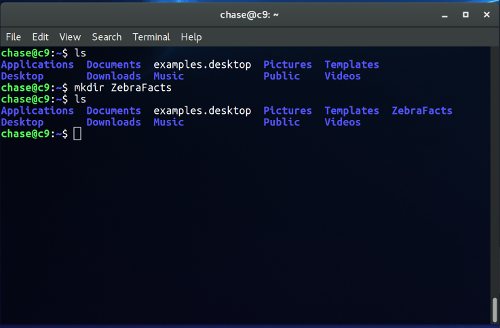 chase@c9: ~
File Edit View Search Terminal Help
chase@c9:~$ ls
Applications Documents examples.desktop Pictures Templates
Desktop Downloads Music Public Videos
chase@c9:~$ mkdir ZebraFacts
chase@c9:~$ ls
Applications Documents examples.desktop Pictures Templates ZebraFacts
Desktop Downloads Music Public Videos
chase@c9:~$